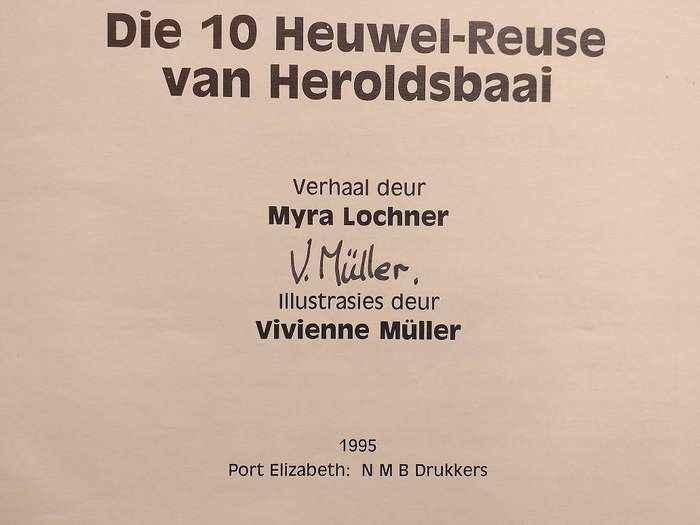 Die 10 Heuwel-Reuse
van Heroldsbaai
Verhaal deur
Myra Lochner
V. Müller.
Illustrasies deur
Vivienne Müller
1995
Port Elizabeth: N M B Drukkers